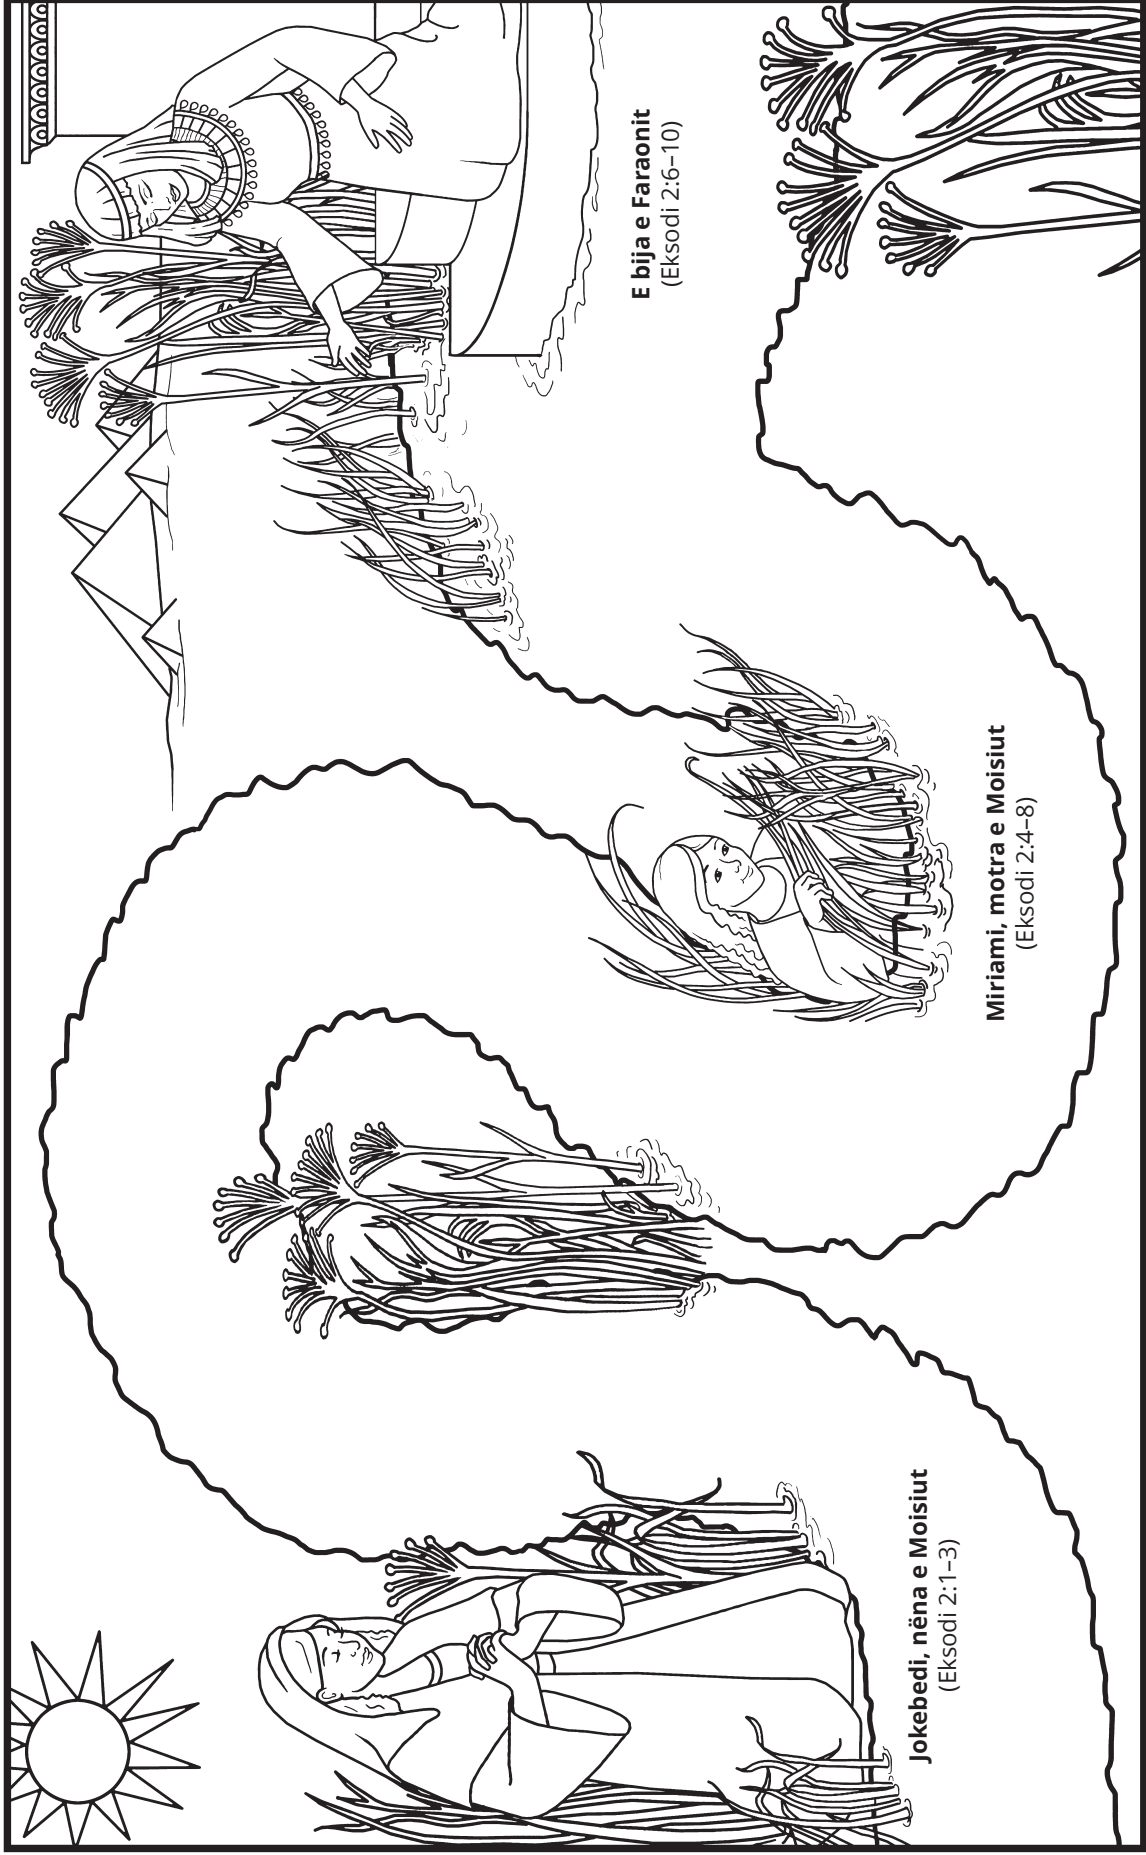 Jokebedi, nëna e Moisiut
(Eksodi 2:1–3)
Miriami, motra e Moisiut
(Eksodi 2:4–8)
E bija e Faraonit
(Eksodi 2:6–10)